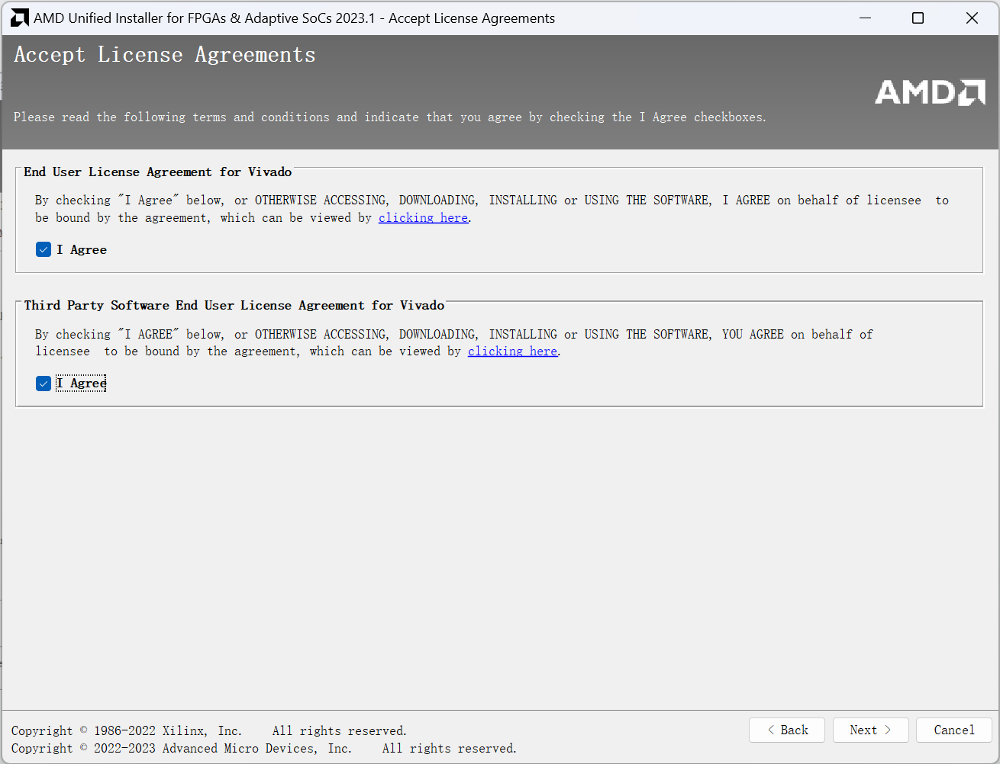 AMD Unified Installer for FPGAs & Adaptive SoCs 2023.1 - Accept License Agreements
Accept License Agreements
AMD
Please read the following terms and conditions and indicate that you agree by checking the I Agree checkboxes.
End User License Agreement for Vivado
By checking "I Agree" below, or OTHERWISE ACCESSING, DOWNLOADING, INSTALLING or USING THE SOFTWARE, I AGREE on behalf of licensee  to
be bound by the agreement, which can be viewed by clicking here.
I Agree
Third Party Software End User License Agreement for Vivado
By checking "I AGREE" below, or OTHERWISE ACCESSING, DOWNLOADING, INSTALLING or USING THE SOFTWARE, YOU AGREE on behalf of
licensee  to be bound by the agreement, which can be viewed by clicking here.
I Agree
Copyright © 1986-2022 Xilinx, Inc.    All rights reserved.
Copyright © 2022-2023 Advanced Micro Devices, Inc.    All rights reserved.
< Back
Next >
Cancel